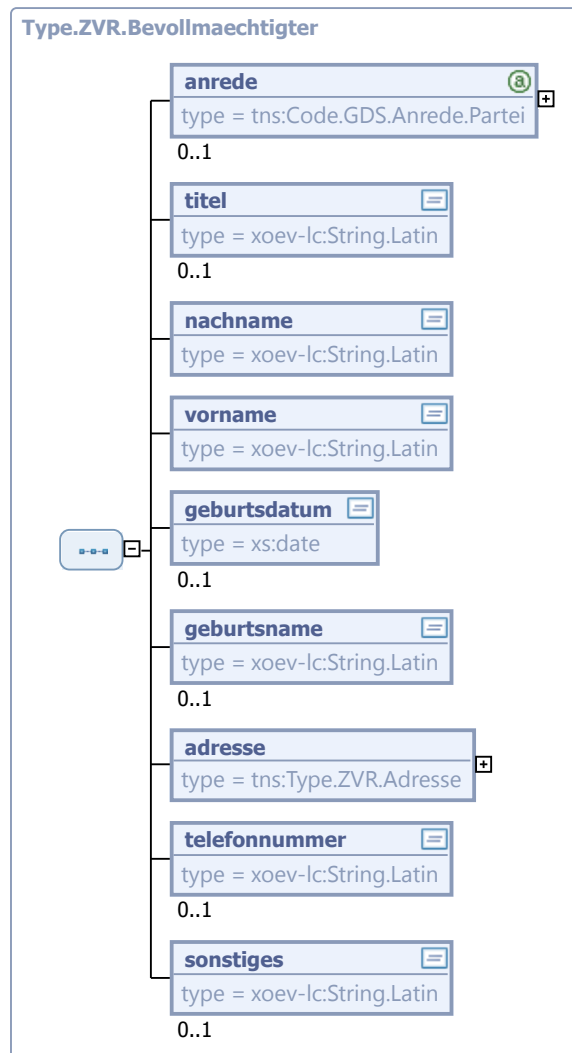 Type.ZVR.Bevollmaechtigter
anrede
type = tns:Code.GDS.Anrede.Partei
0..1
titel
type = xoev-lc:String.Latin
0..1
nachname
type = xoev-lc:String.Latin
vorname
type = xoev-lc:String.Latin
geburtsdatum
type = xs:date
0..1
geburtsname
type = xoev-lc:String.Latin
0..1
adresse
type = tns:Type.ZVR.Adresse
telefonnummer
type = xoev-lc:String.Latin
0..1
sonstiges
type = xoev-lc:String.Latin
0..1